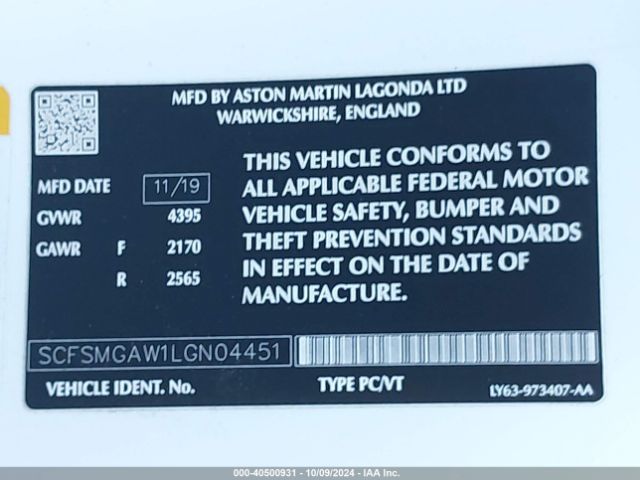 MFD BY ASTON MARTIN LAGONDA LTD
WARWICKSHIRE, ENGLAND
MFD DATE 11/19
GVWR 4395
GAWR F 2170
R 2565
THIS VEHICLE CONFORMS TO
ALL APPLICABLE FEDERAL MOTOR
VEHICLE SAFETY, BUMPER AND
THEFT PREVENTION STANDARDS
IN EFFECT ON THE DATE OF
MANUFACTURE.
SCFSMGAW1LGN04451
VEHICLE IDENT. No.
TYPE PC/VT
LY63-973407-AA
000-40500931 - 10/09/2024 - IAAI Inc.